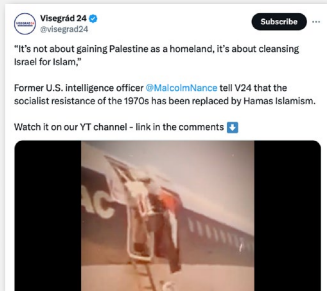 Visegrád 24
@visegrad24
Subscribe
"It's not about gaining Palestine as a homeland, it's about cleansing
Israel for Islam,"
Former U.S. intelligence officer @MalcolmNance tell V24 that the
socialist resistance of the 1970s has been replaced by Hamas Islamism.
Watch it on our YT channel - link in the comments ⬇️
AC